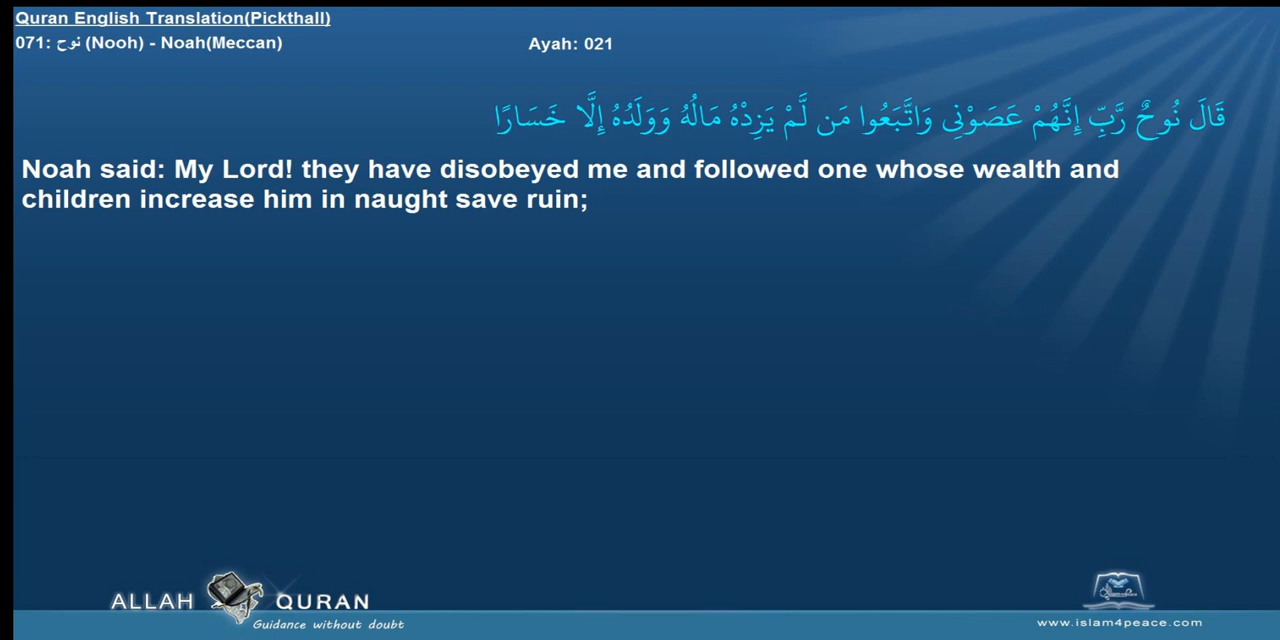 Quran English Translation(Pickthall)
071: نوح (Nooh) - Noah(Meccan) Ayah: 021
قَالَ نُوحٌ رَّبِّ إِنَّهُمْ عَصَوْنِي وَاتَّبَعُوا مَن لَّمْ يَزِدْهُ مَالُهُ وَوَلَدُهُ إِلَّا خَسَارًا
Noah said: My Lord! they have disobeyed me and followed one whose wealth and
children increase him in naught save ruin;
ALLAH QURAN
Guidance without doubt
www.islam4peace.com